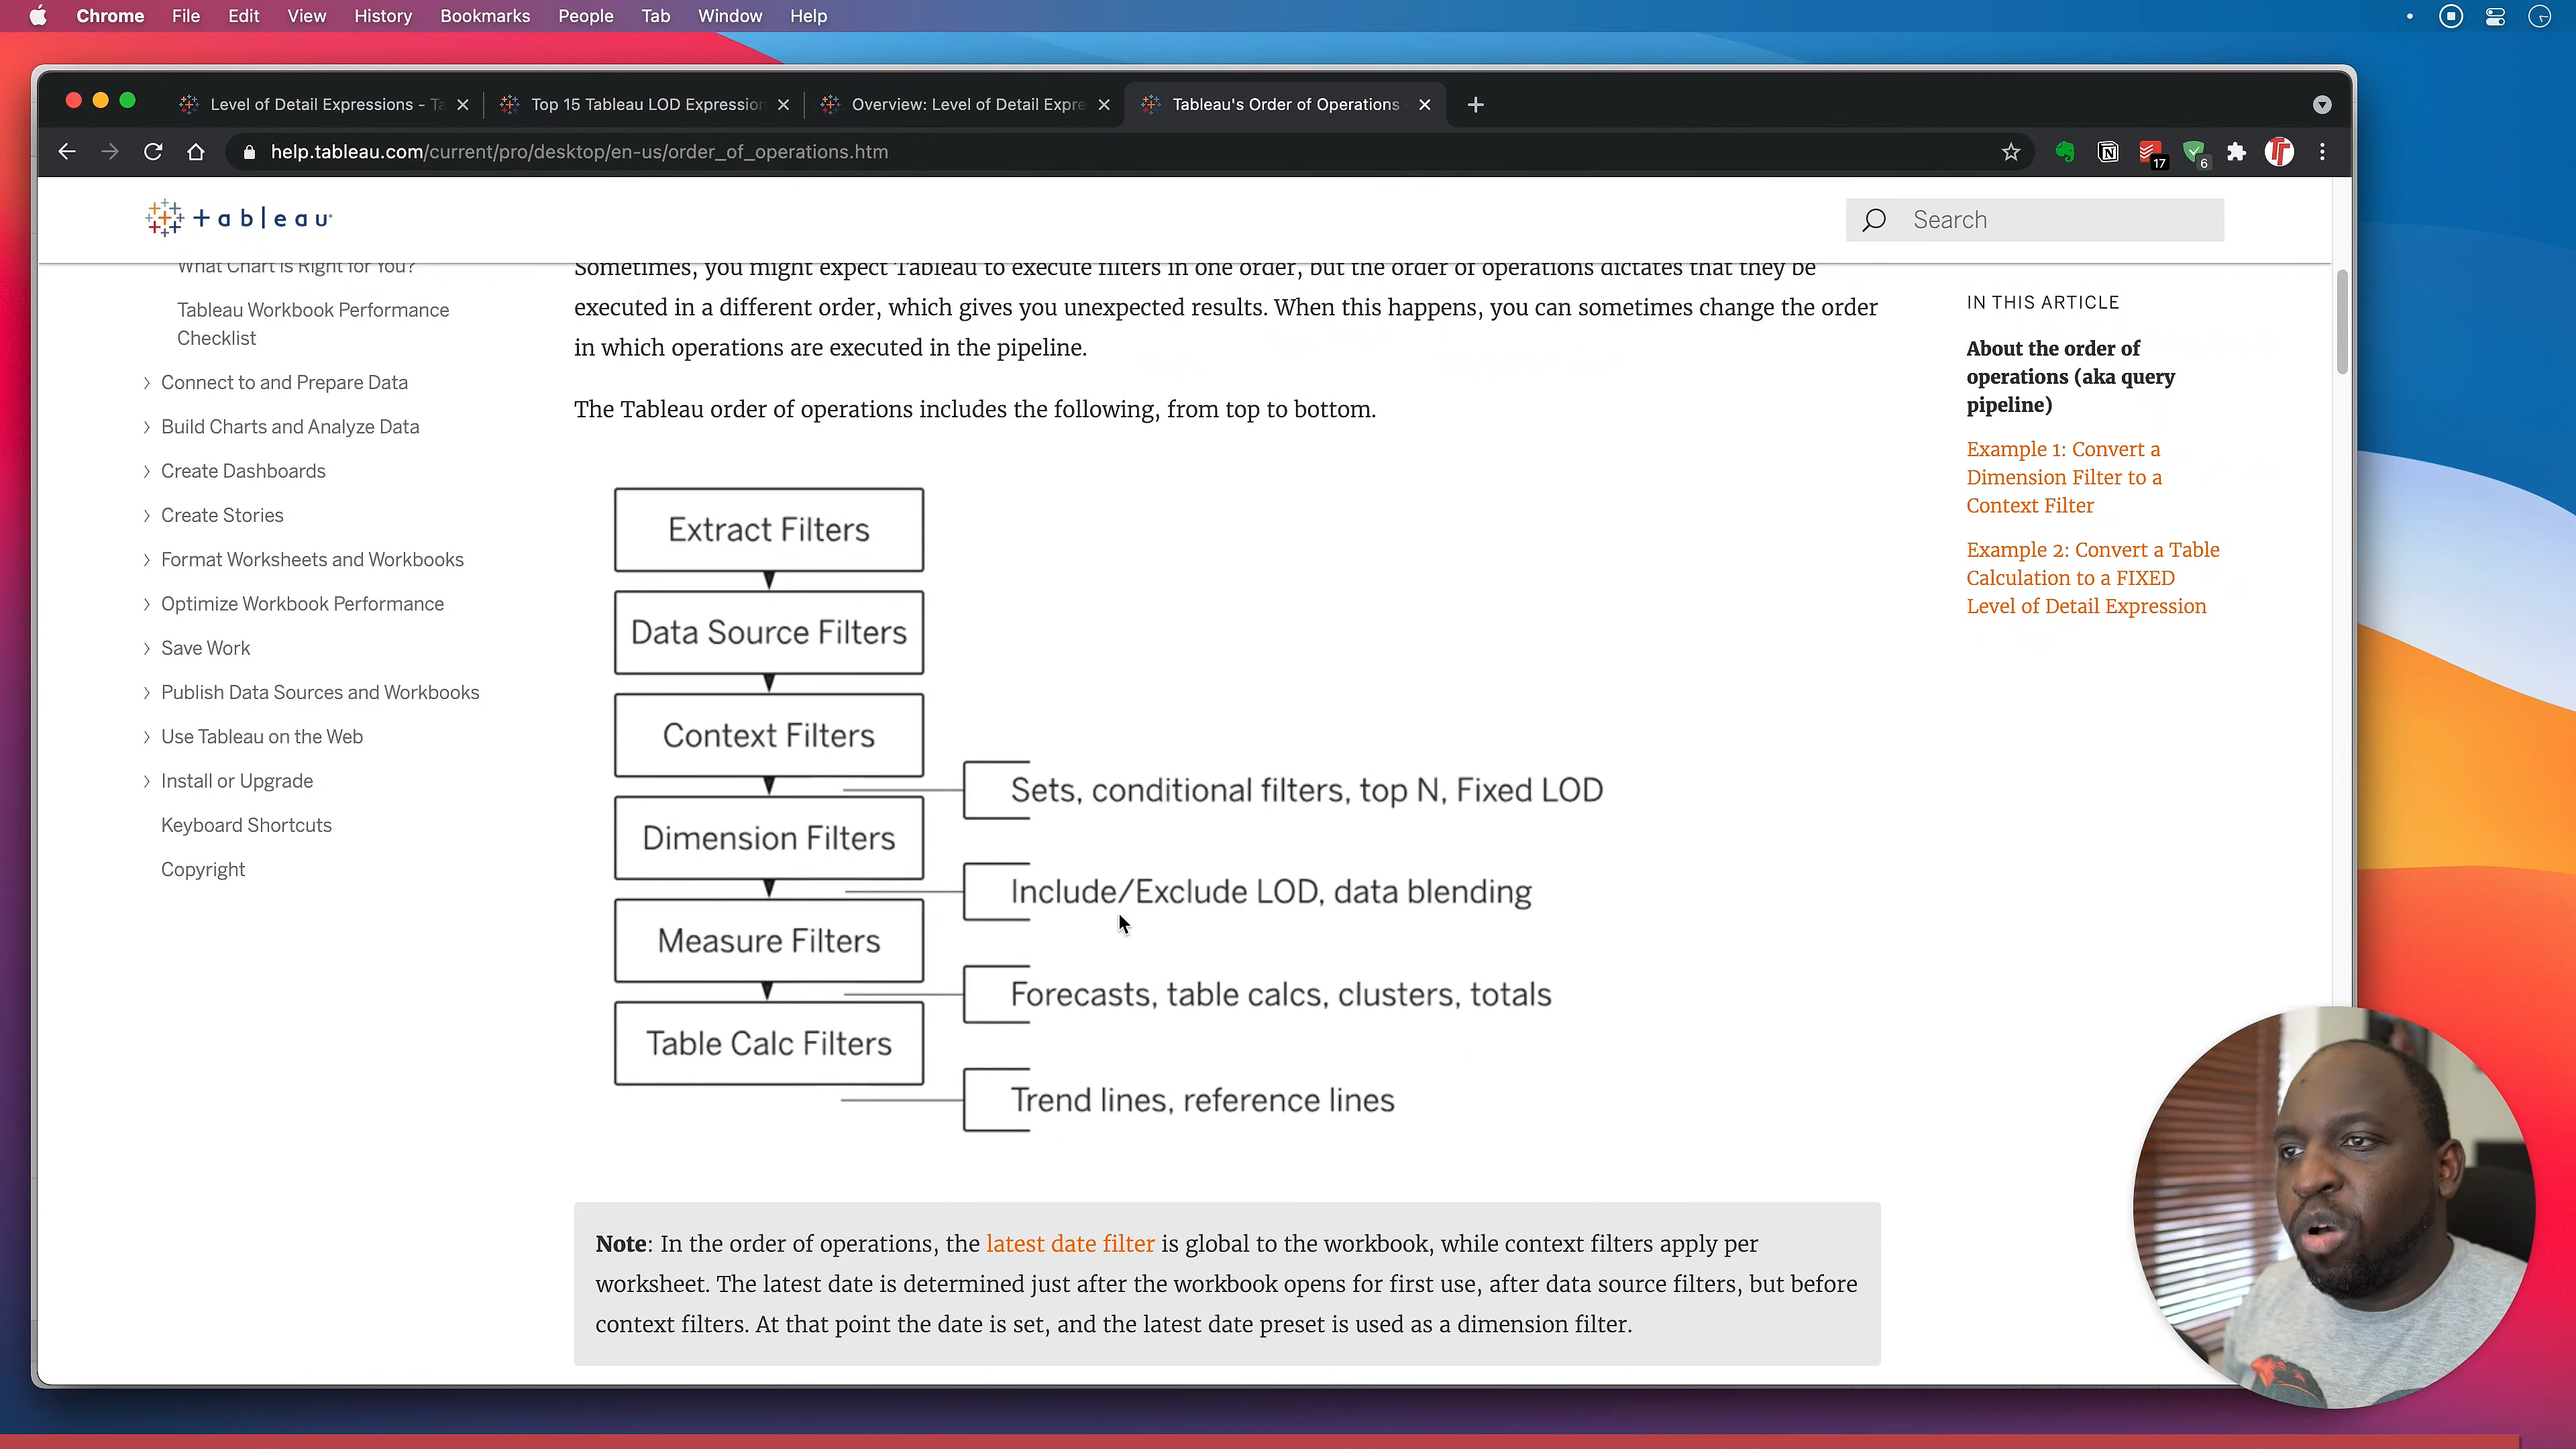 Chrome File Edit View History Bookmarks People Tab Window Help
Level of Detail Expressions - Ta
Top 15 Tableau LOD Expression
Overview: Level of Detail Expre
Tableau's Order of Operations
help.tableau.com/current/pro/desktop/en-us/order_of_operations.htm
17
6
tableau
Search
What Chart is Right for You?
Tableau Workbook Performance
Checklist
Connect to and Prepare Data
Build Charts and Analyze Data
Create Dashboards
Create Stories
Format Worksheets and Workbooks
Optimize Workbook Performance
Save Work
Publish Data Sources and Workbooks
Use Tableau on the Web
Install or Upgrade
Keyboard Shortcuts
Copyright
Sometimes, you might expect Tableau to execute filters in one order, but the order of operations dictates that they be
executed in a different order, which gives you unexpected results. When this happens, you can sometimes change the order
in which operations are executed in the pipeline.
The Tableau order of operations includes the following, from top to bottom.
Extract Filters
Data Source Filters
Context Filters
Sets, conditional filters, top N, Fixed LOD
Dimension Filters
Include/Exclude LOD, data blending
Measure Filters
Forecasts, table calcs, clusters, totals
Table Calc Filters
Trend lines, reference lines
Note: In the order of operations, the latest date filter is global to the workbook, while context filters apply per
worksheet. The latest date is determined just after the workbook opens for first use, after data source filters, but before
context filters. At that point the date is set, and the latest date preset is used as a dimension filter.
IN THIS ARTICLE
About the order of
operations (aka query
pipeline)
Example 1: Convert a
Dimension Filter to a
Context Filter
Example 2: Convert a Table
Calculation to a FIXED
Level of Detail Expression